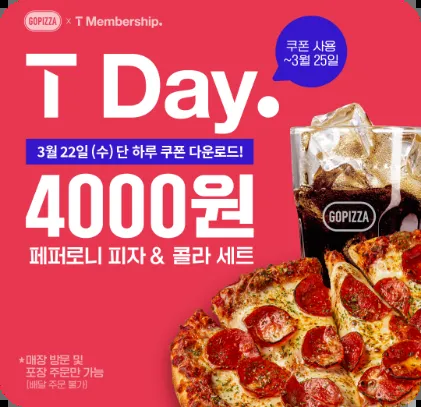 GOPIZZA x T Membership.
쿠폰 사용
~3월 25일
T Day.
3월 22일 (수) 단 하루 쿠폰 다운로드!
4000원
페퍼로니 피자 & 콜라 세트
GOPIZZA
*매장 방문 및
포장 주문만 가능
(배달 주문 불가)